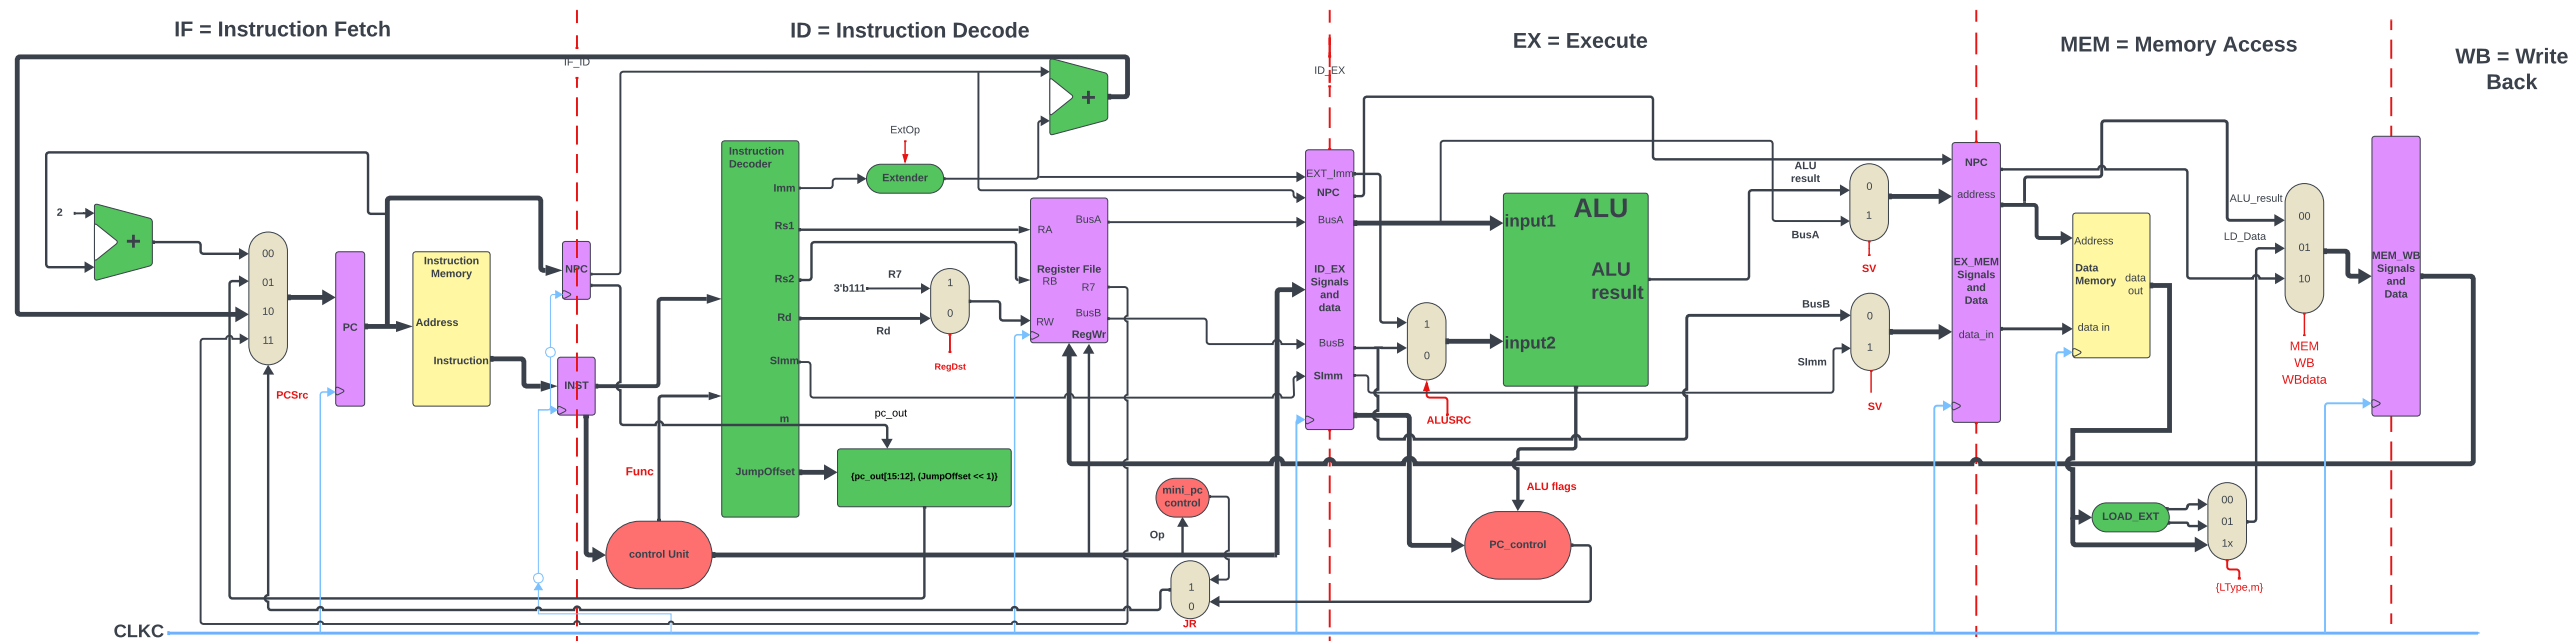 IF = Instruction Fetch
ID = Instruction Decode
EX = Execute
MEM = Memory Access
WB = Write
Back
IF_ID
ID_EX
2
+
00
01
10
11
PCSrc
PC
Instruction
Memory
Address
Instruction
NPC
INST
Instruction
Decoder
Imm
Rs1
Rs2
Rd
SImm
m
JumpOffset
Func
control Unit
ExtOp
Extender
+
R7
3'b111
Rd
1
0
RegDst
pc_out
{pc_out[15:12], (JumpOffset << 1)}
BusA
RA
Register File
RB
R7
BusB
RW
RegWr
mini_pc
control
Op
1
0
JR
EXT_Imm
NPC
BusA
ID_EX
Signals
and
data
BusB
SImm
1
0
ALUSRC
ALU
input1
ALU
result
input2
ALU flags
PC_control
ALU
result
BusA
0
1
SV
BusB
SImm
0
1
SV
NPC
address
EX_MEM
Signals
and
Data
data_in
Address
Data
Memory
data
out
data in
LOAD_EXT
00
01
1x
{LType,m}
ALU_result
LD_Data
00
01
10
MEM
WB
WBdata
MEM_WB
Signals
and
Data
CLKC